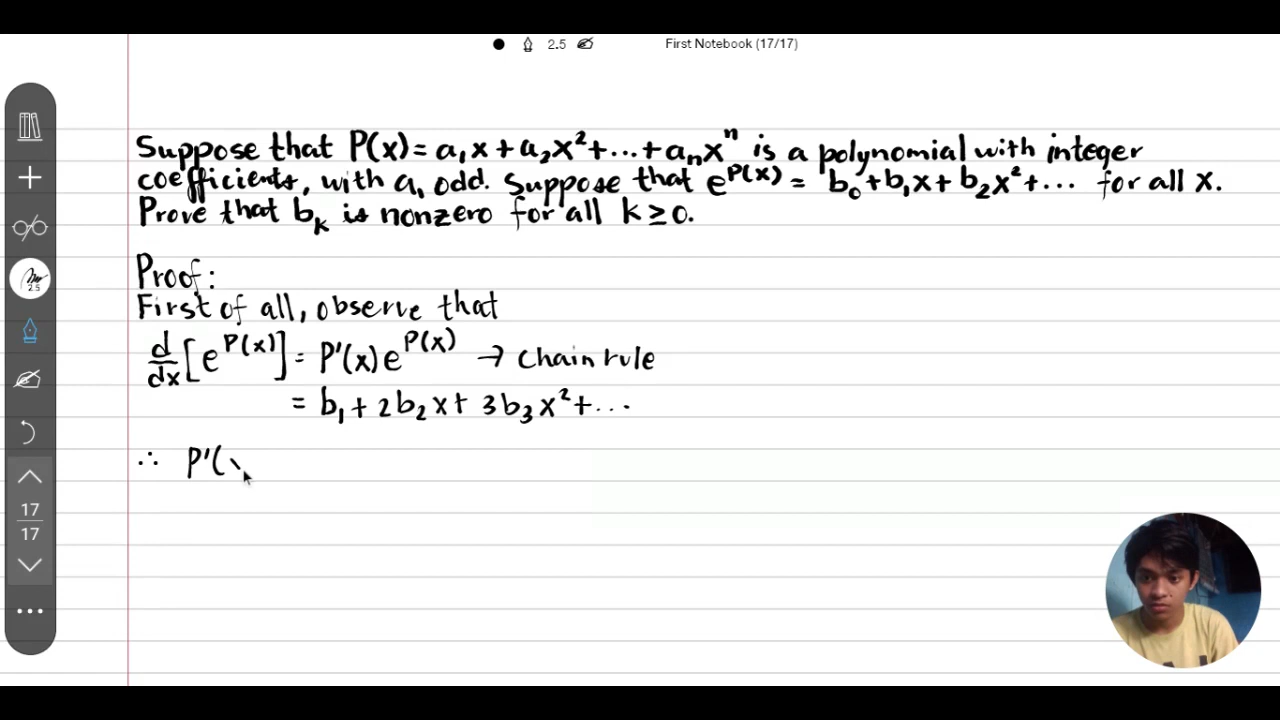 2.5 First Notebook (17/17)
Suppose that P(x) = a₁x + a₂x² + ... + aₙxⁿ is a polynomial with integer
coefficients, with a₁ odd. Suppose that e^P(x) = b₀ + b₁x + b₂x² + ... for all x.
Prove that bₖ is nonzero for all k ≥ 0.
Proof:
First of all, observe that
d/dx [e^P(x)] = P'(x)e^P(x) → Chain rule
= b₁ + 2b₂x + 3b₃x² + ...
∴ P'(
2.5
17
17